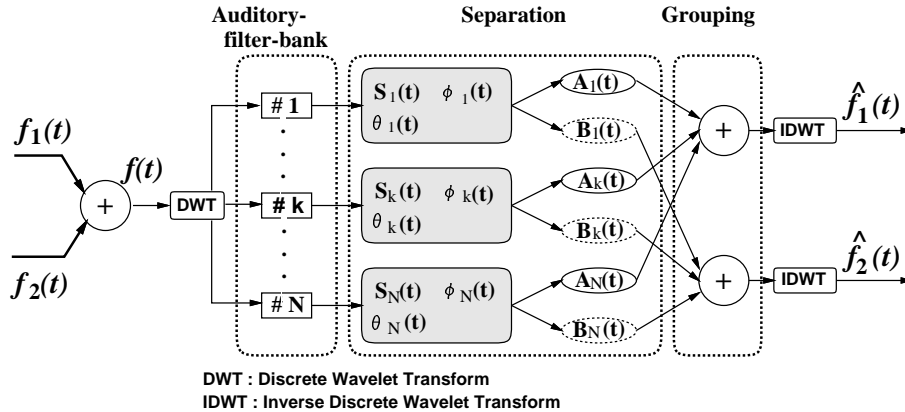 Auditory-
filter-bank
Separation
Grouping
f1(t)
f2(t)
+
f(t)
DWT
# 1
# k
# N
S1(t) φ1(t)
θ1(t)
Sk(t) φk(t)
θk(t)
SN(t) φN(t)
θN(t)
A1(t)
B1(t)
Ak(t)
Bk(t)
AN(t)
BN(t)
+
+
IDWT
IDWT
f̂1(t)
f̂2(t)
DWT : Discrete Wavelet Transform
IDWT : Inverse Discrete Wavelet Transform